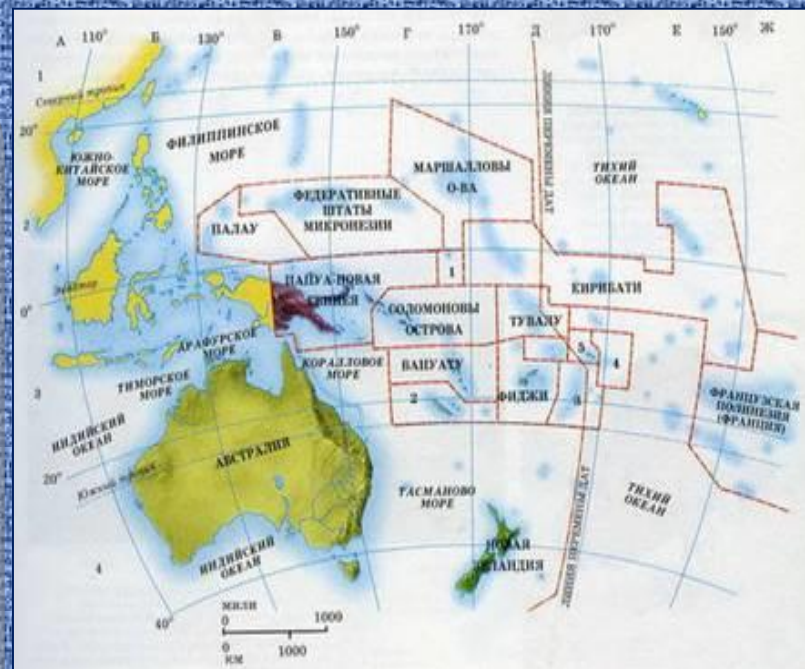 А 110° Б 130° В 150° Г Д 170° Е 150° Ж
1
Северный тропик
20°
ЮЖНО-
КИТАЙСКОЕ
МОРЕ
ФИЛИППИНСКОЕ
МОРЕ
МАРШАЛЛОВЫ
О-ВА
ЛИНИЯ ПЕРЕМЕНЫ ДАТ
ТИХИЙ
ОКЕАН
2
ПАЛАУ
ФЕДЕРАТИВНЫЕ
ШТАТЫ
МИКРОНЕЗИИ
1
Экватор
0°
ПАПУА-НОВАЯ
ГВИНЕЯ
КИРИБАТИ
СОЛОМОНОВЫ
ОСТРОВА
ТУВАЛУ
АРАФУРСКОЕ
МОРЕ
КОРАЛЛОВОЕ
МОРЕ
ВАНУАТУ
5
4
3
ТИМОРСКОЕ
МОРЕ
2
ФИДЖИ
3
ФРАНЦУЗСКАЯ
ПОЛИНЕЗИЯ
(ФРАНЦИЯ)
ИНДИЙСКИЙ
ОКЕАН
20°
Южный тропик
АВСТРАЛИЯ
ТАСМАНОВО
МОРЕ
ТИХИЙ
ОКЕАН
4
ИНДИЙСКИЙ
ОКЕАН
НОВАЯ
ЗЕЛАНДИЯ
ЛИНИЯ ПЕРЕМЕНЫ ДАТ
40°
МИЛИ
0 1000
0 1000
КМ